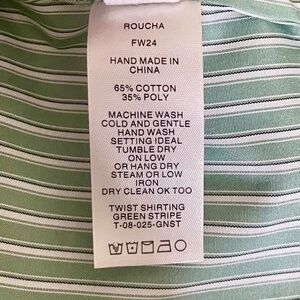 ROUCHA
FW24
HAND MADE IN
CHINA
65% COTTON
35% POLY
MACHINE WASH
COLD AND GENTLE
HAND WASH
SETTING IDEAL
TUMBLE DRY
ON LOW
OR HANG DRY
STEAM OR LOW
IRON
DRY CLEAN OK TOO
TWIST SHIRTING
GREEN STRIPE
T-08-025-GNST